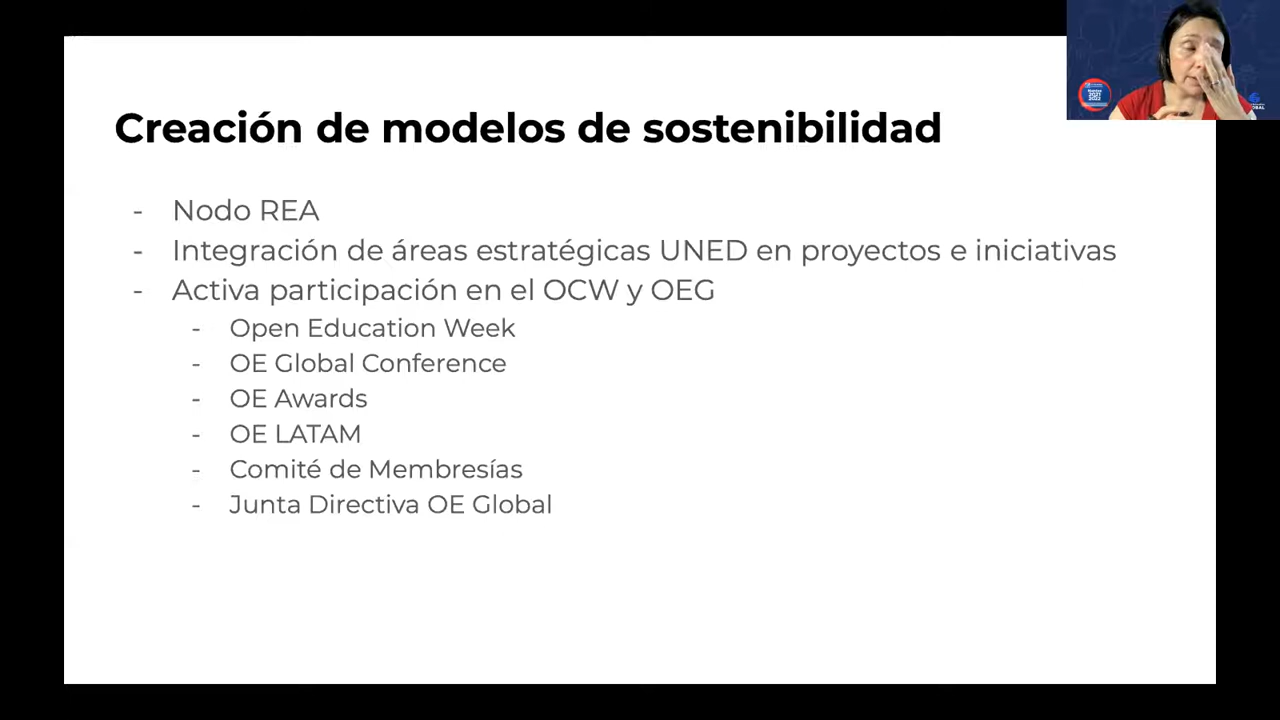 Creación de modelos de sostenibilidad
- Nodo REA
- Integración de áreas estratégicas UNED en proyectos e iniciativas
- Activa participación en el OCW y OEG
- Open Education Week
- OE Global Conference
- OE Awards
- OE LATAM
- Comité de Membresías
- Junta Directiva OE Global
2021
2022